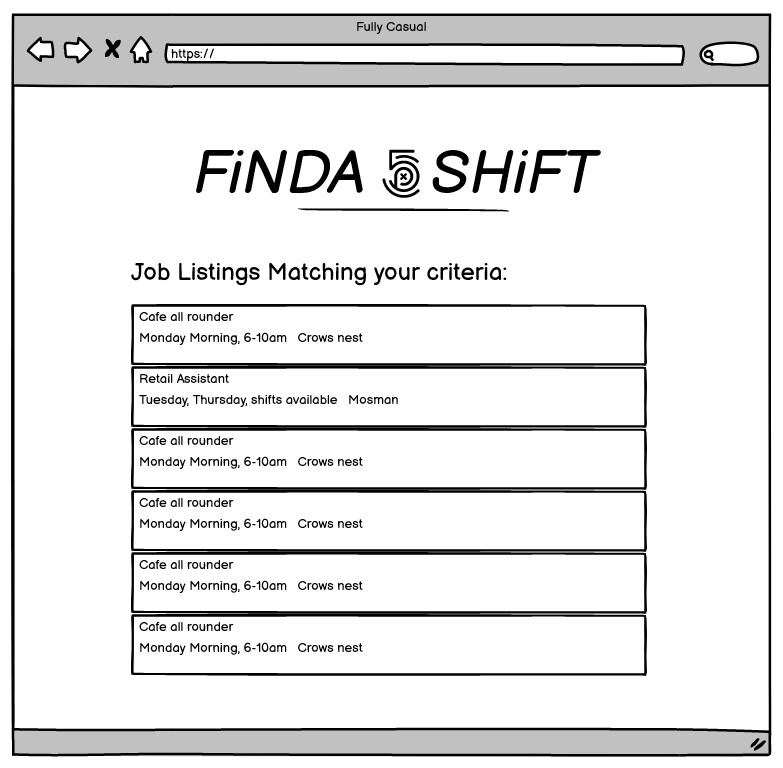 Fully Casual
https://
FiNDA SHiFT
Job Listings Matching your criteria:
Cafe all rounder
Monday Morning, 6-10am Crows nest
Retail Assistant
Tuesday, Thursday, shifts available Mosman
Cafe all rounder
Monday Morning, 6-10am Crows nest
Cafe all rounder
Monday Morning, 6-10am Crows nest
Cafe all rounder
Monday Morning, 6-10am Crows nest
Cafe all rounder
Monday Morning, 6-10am Crows nest